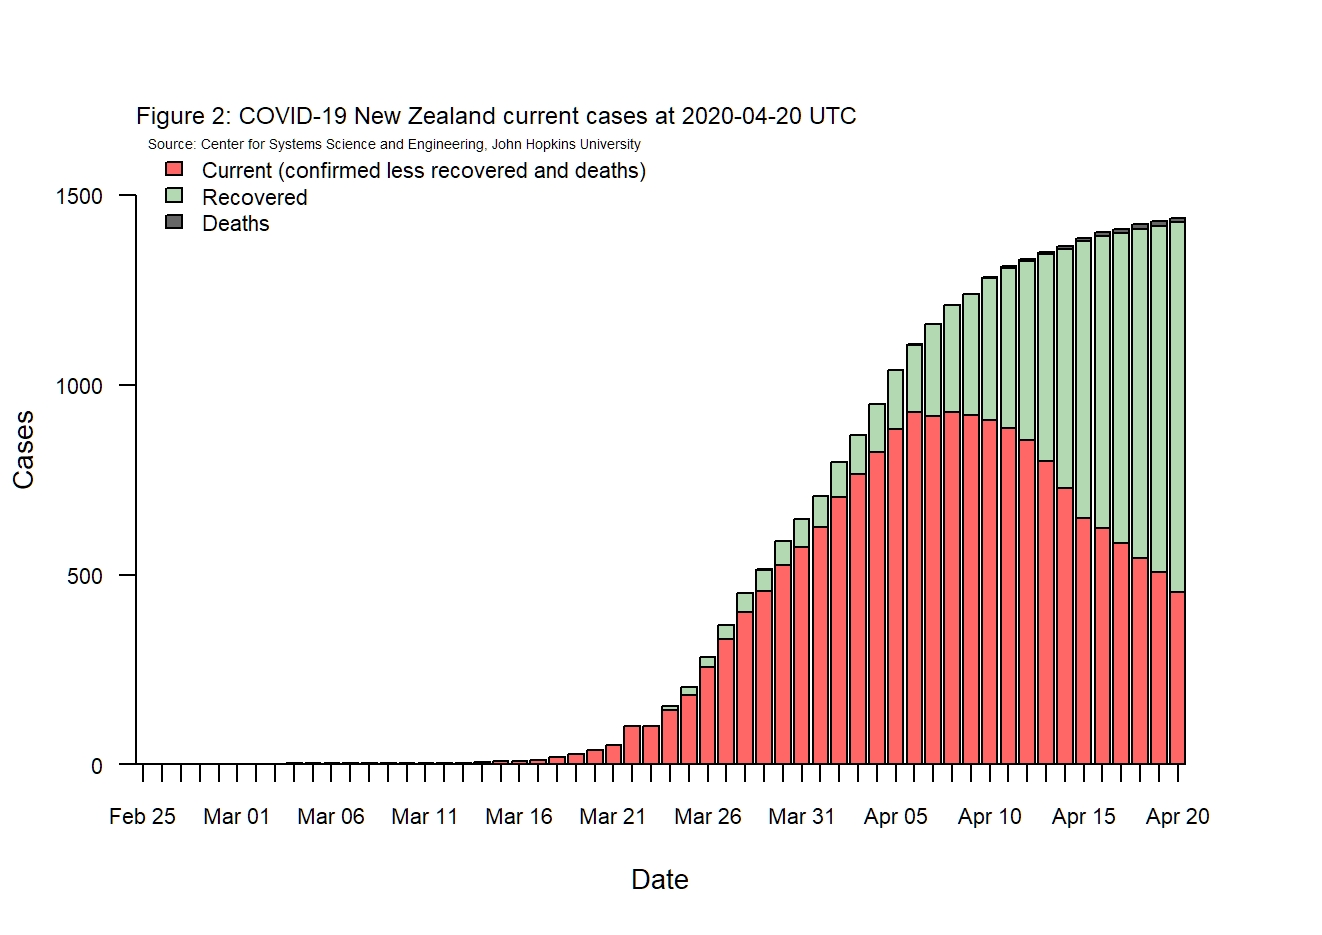 Figure 2: COVID-19 New Zealand current cases at 2020-04-20 UTC
Source: Center for Systems Science and Engineering, John Hopkins University
Current (confirmed less recovered and deaths)
Recovered
Deaths
1500
1000
500
0
Cases
Feb 25 Mar 01 Mar 06 Mar 11 Mar 16 Mar 21 Mar 26 Mar 31 Apr 05 Apr 10 Apr 15 Apr 20
Date